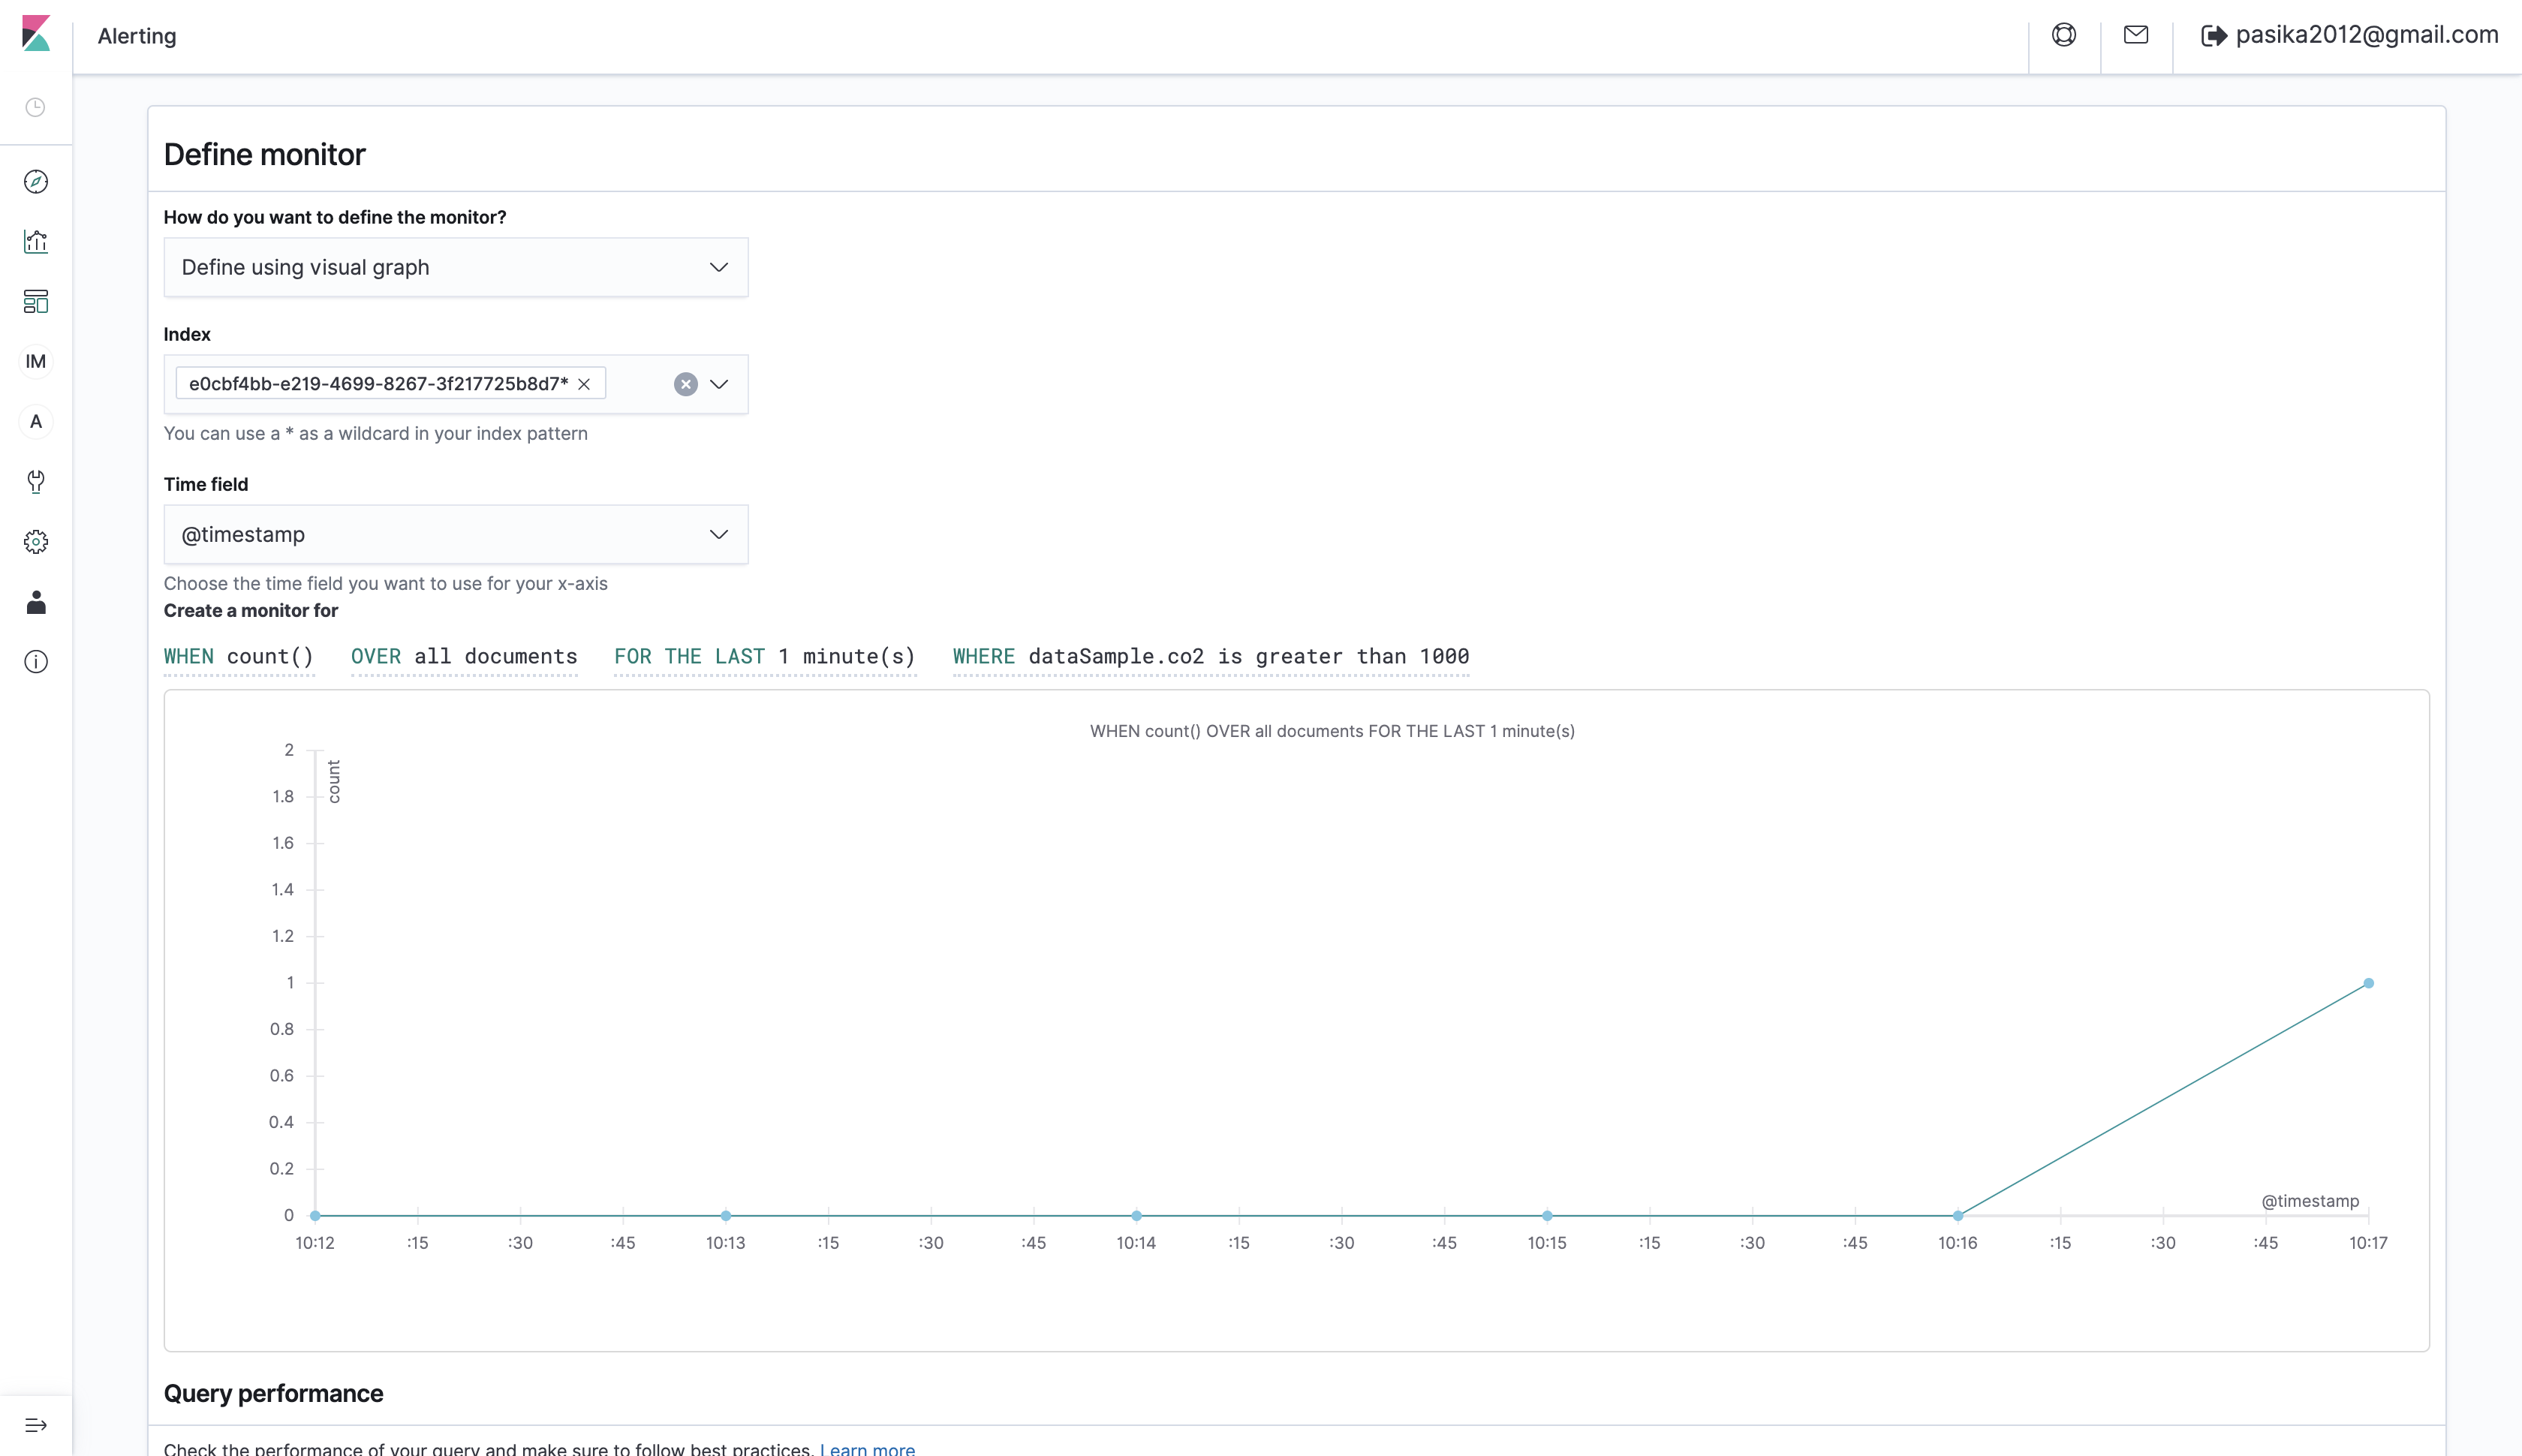 Alerting
pasika2012@gmail.com
Define monitor
How do you want to define the monitor?
Define using visual graph
Index
e0cbf4bb-e219-4699-8267-3f217725b8d7*
You can use a * as a wildcard in your index pattern
IM
A
Time field
@timestamp
Choose the time field you want to use for your x-axis
Create a monitor for
WHEN count() OVER all documents FOR THE LAST 1 minute(s) WHERE dataSample.co2 is greater than 1000
WHEN count() OVER all documents FOR THE LAST 1 minute(s)
count
2
1.8
1.6
1.4
1.2
1
0.8
0.6
0.4
0.2
0
@timestamp
10:12 :15 :30 :45 10:13 :15 :30 :45 10:14 :15 :30 :45 10:15 :15 :30 :45 10:16 :15 :30 :45 10:17
Query performance
Check the performance of your query and make sure to follow best practices. Learn more